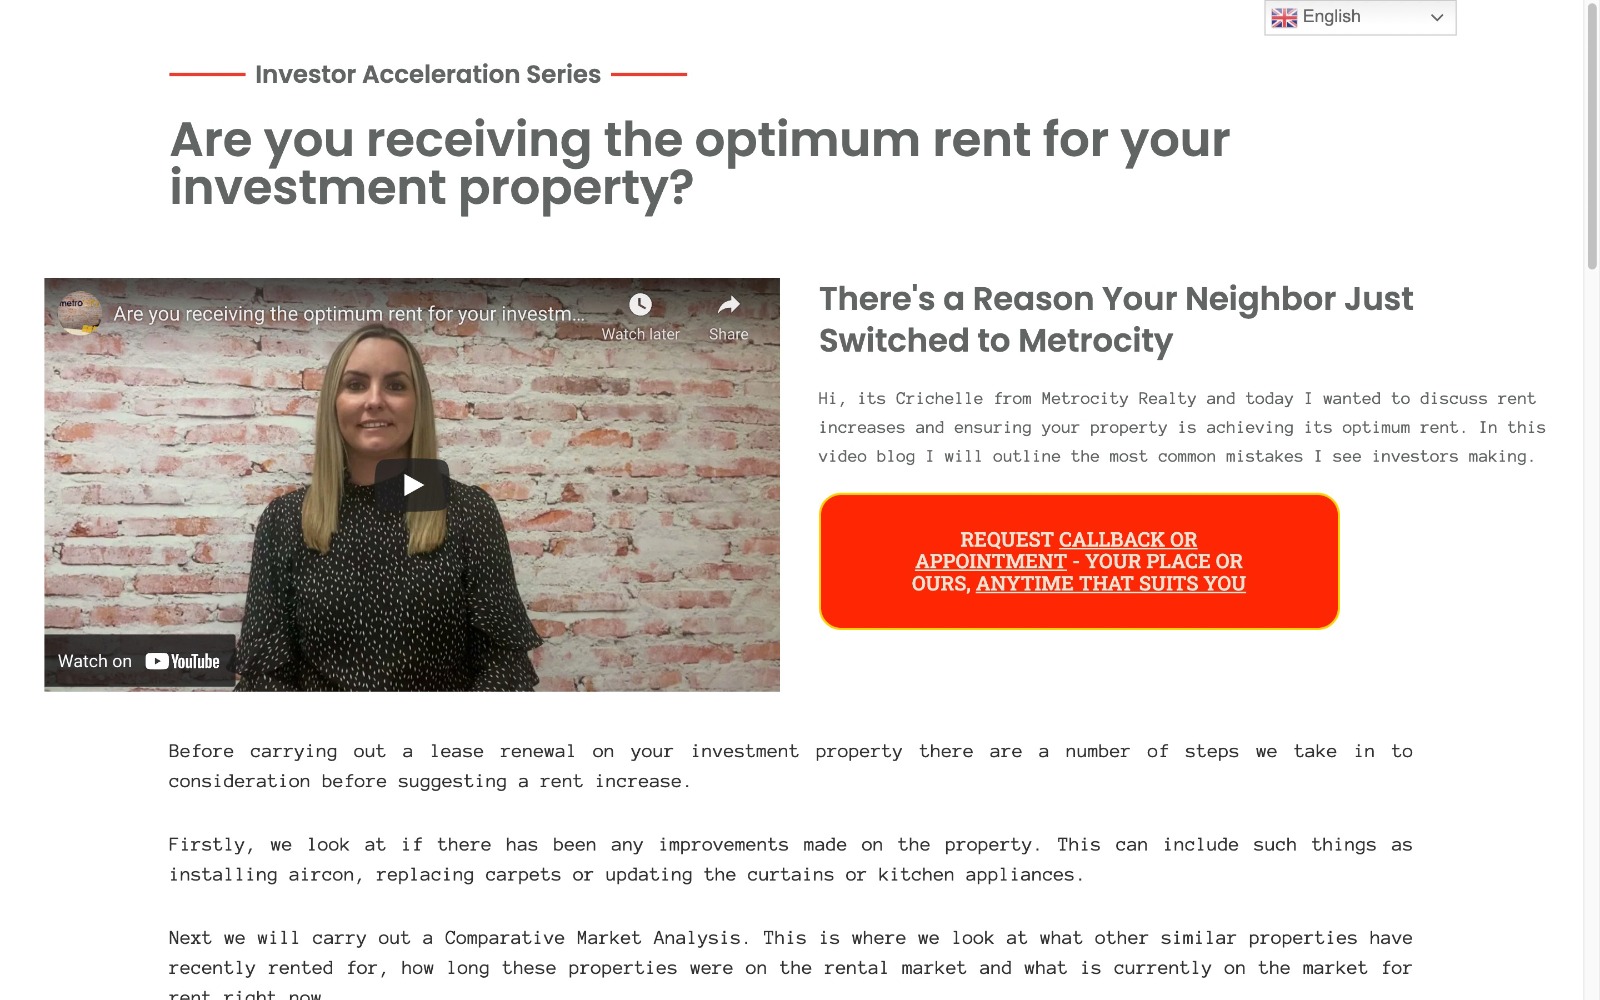 English
Investor Acceleration Series
Are you receiving the optimum rent for your
investment property?
metro
Are you receiving the optimum rent for your investm...
Watch later
Share
Watch on YouTube
There's a Reason Your Neighbor Just
Switched to Metrocity
Hi, its Crichelle from Metrocity Realty and today I wanted to discuss rent
increases and ensuring your property is achieving its optimum rent. In this
video blog I will outline the most common mistakes I see investors making.
REQUEST CALLBACK OR
APPOINTMENT - YOUR PLACE OR
OURS, ANYTIME THAT SUITS YOU
Before carrying out a lease renewal on your investment property there are a number of steps we take in to
consideration before suggesting a rent increase.
Firstly, we look at if there has been any improvements made on the property. This can include such things as
installing aircon, replacing carpets or updating the curtains or kitchen appliances.
Next we will carry out a Comparative Market Analysis. This is where we look at what other similar properties have
recently rented for, how long these properties were on the rental market and what is currently on the market for
rent right now.